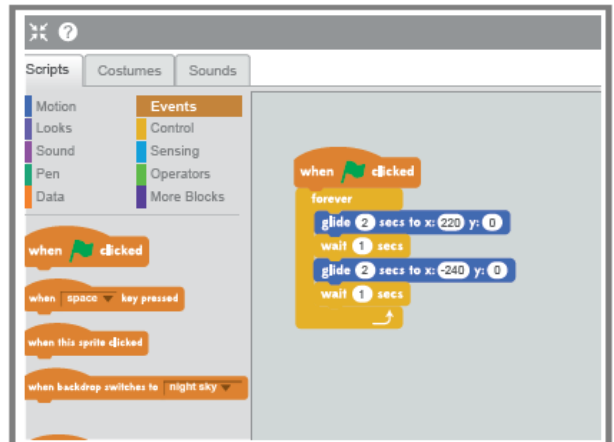 ?
Scripts Costumes Sounds
Motion Events
Looks Control
Sound Sensing
Pen Operators
Data More Blocks
when clicked
when space key pressed
when this sprite clicked
when backdrop switches to night sky
when clicked
forever
glide 2 secs to x: 220 y: 0
wait 1 secs
glide 2 secs to x: -240 y: 0
wait 1 secs